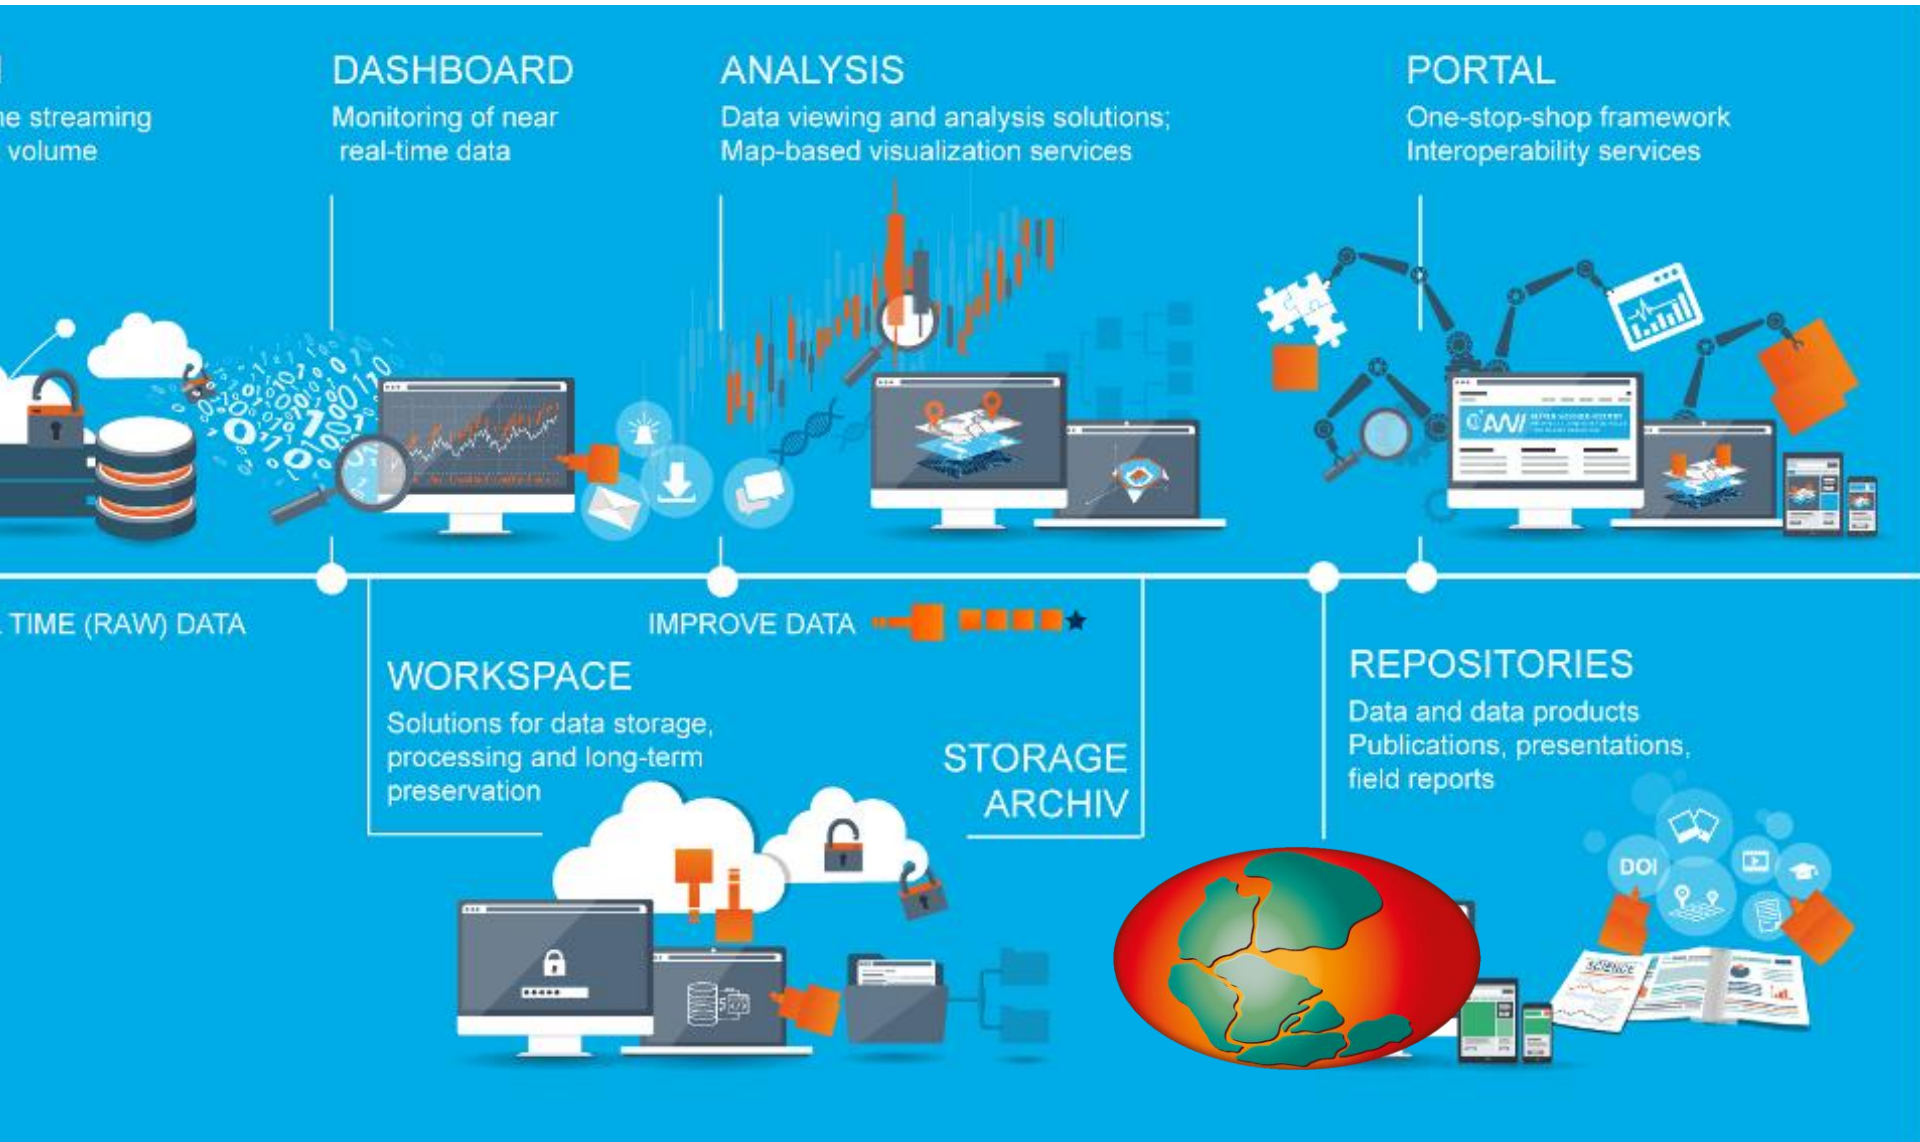 ne streaming
volume
DASHBOARD
Monitoring of near
real-time data
ANALYSIS
Data viewing and analysis solutions;
Map-based visualization services
PORTAL
One-stop-shop framework
Interoperability services
AWI
TIME (RAW) DATA
IMPROVE DATA
WORKSPACE
Solutions for data storage,
processing and long-term
preservation
STORAGE
ARCHIV
REPOSITORIES
Data and data products
Publications, presentations,
field reports
DOI
SCIENCE